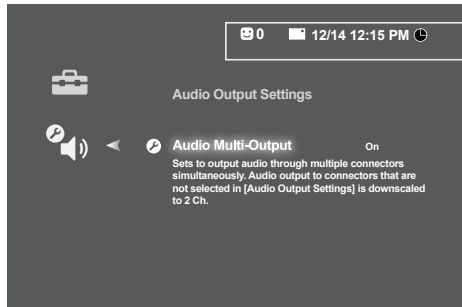 0 12/14 12:15 PM
Audio Output Settings
Audio Multi-Output On
Sets to output audio through multiple connectors
simultaneously. Audio output to connectors that are
not selected in [Audio Output Settings] is downscaled
to 2 Ch.